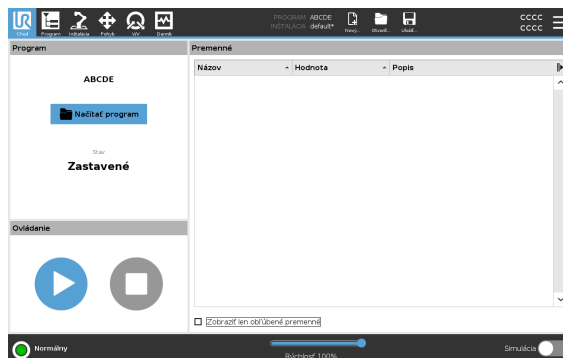 UR
Chod
Program
Inštalácia
Pohyb
V/V
Denník
PROGRAM ABCDE
INŠTALÁCIA default*
Nový...
Otvoriť...
Uložiť...
CCCC
CCCC
Program
ABCDE
Načítať program
Stav
Zastavené
Ovládanie
Premenné
Názov
Hodnota
Popis
Zobraziť len obľúbené premenné
Normálny
Rýchlosť 100%
Simulácia